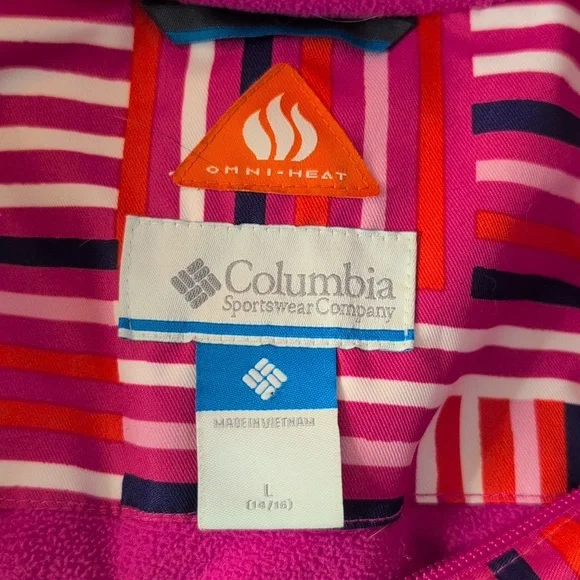 OMNI-HEAT
Columbia
Sportswear Company
MADE IN VIETNAM
L
(14/16)